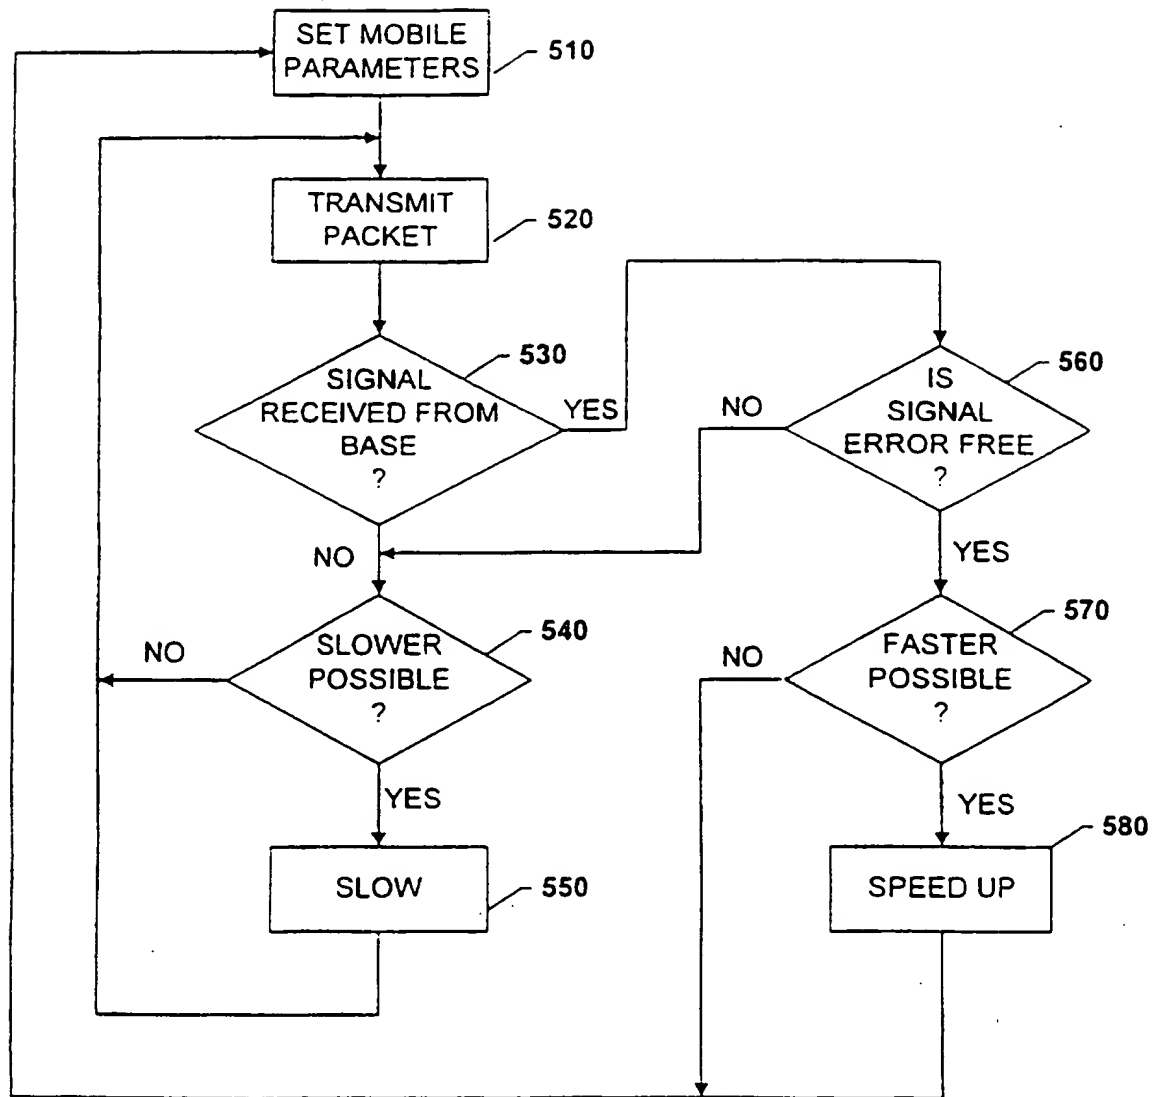 SET MOBILE
PARAMETERS
510
TRANSMIT
PACKET
520
SIGNAL
RECEIVED FROM
BASE
?
530
YES
NO
IS
SIGNAL
ERROR FREE
?
560
NO
YES
SLOWER
POSSIBLE
?
540
NO
YES
FASTER
POSSIBLE
?
570
NO
YES
SLOW
550
SPEED UP
580